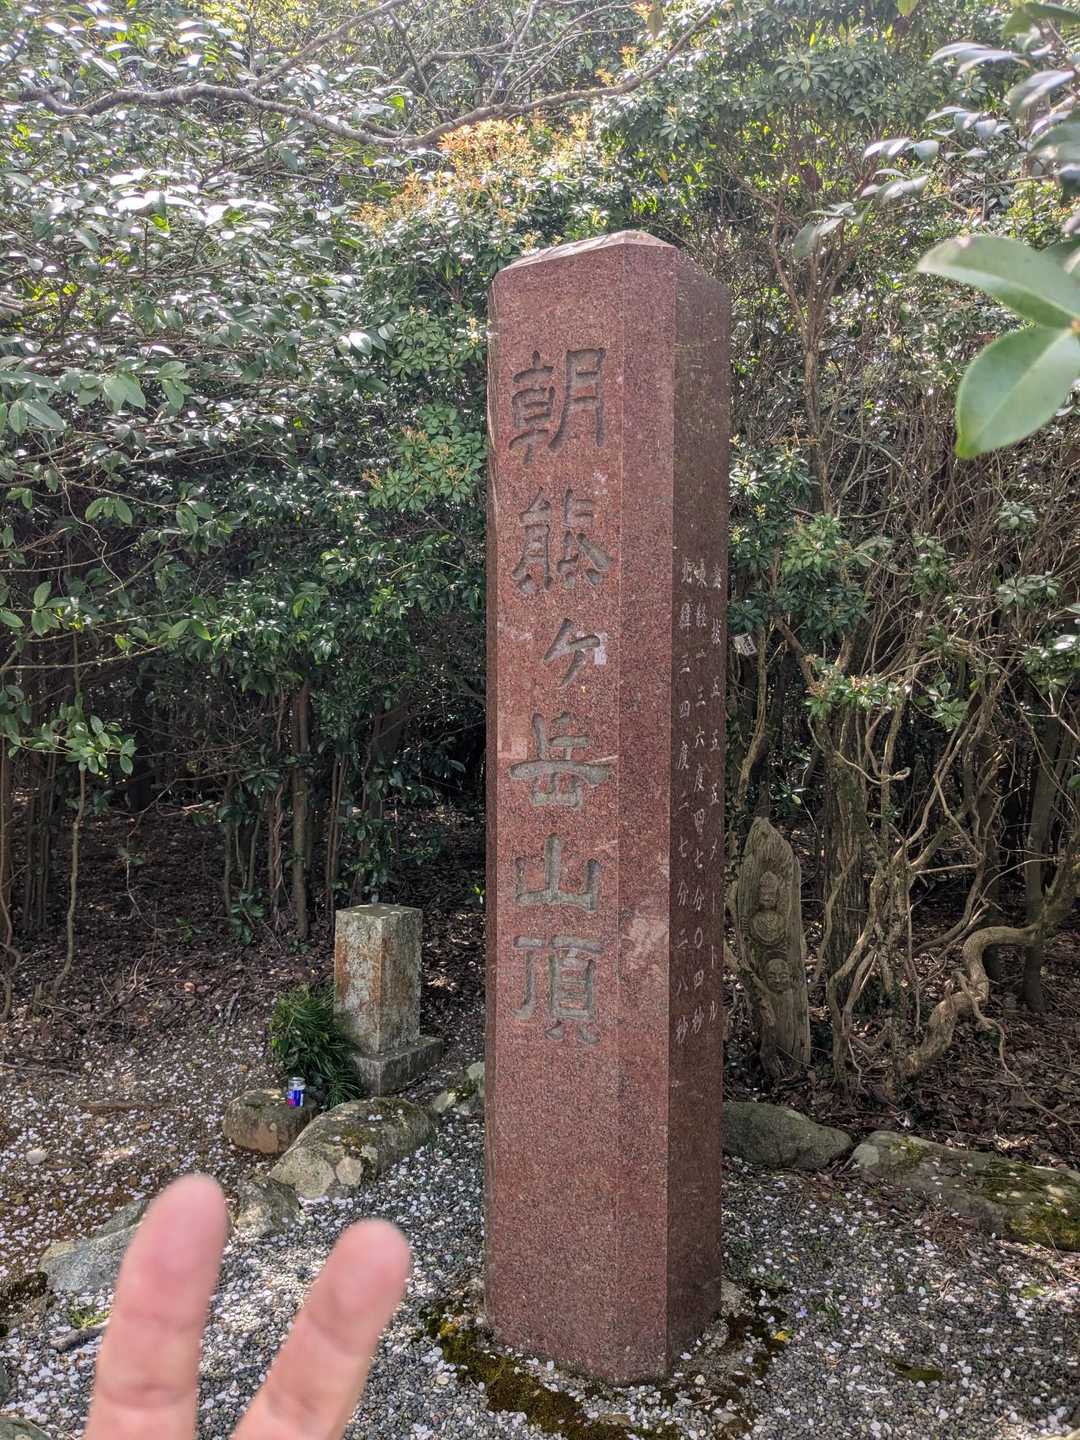 朝熊ケ岳山頂
海抜五五五メートル
東経一三六度四七分〇四秒
北緯三四度二七分二八秒